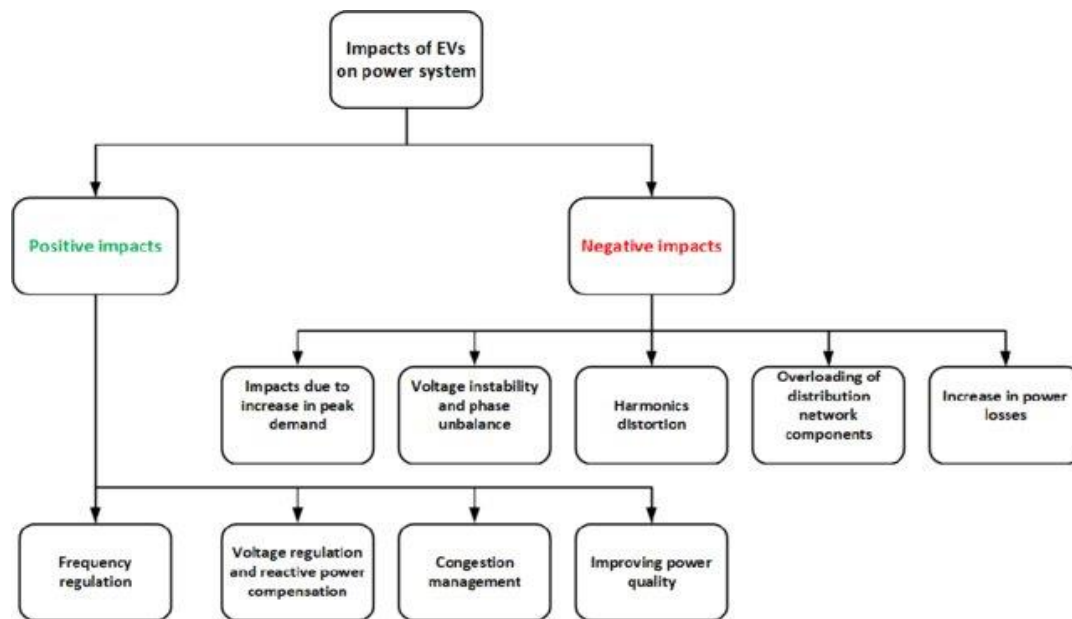 Impacts of EVs
on power system
Positive impacts
Negative impacts
Impacts due to
increase in peak
demand
Voltage instability
and phase
unbalance
Harmonics
distortion
Overloading of
distribution
network
components
Increase in power
losses
Frequency
regulation
Voltage regulation
and reactive power
compensation
Congestion
management
Improving power
quality